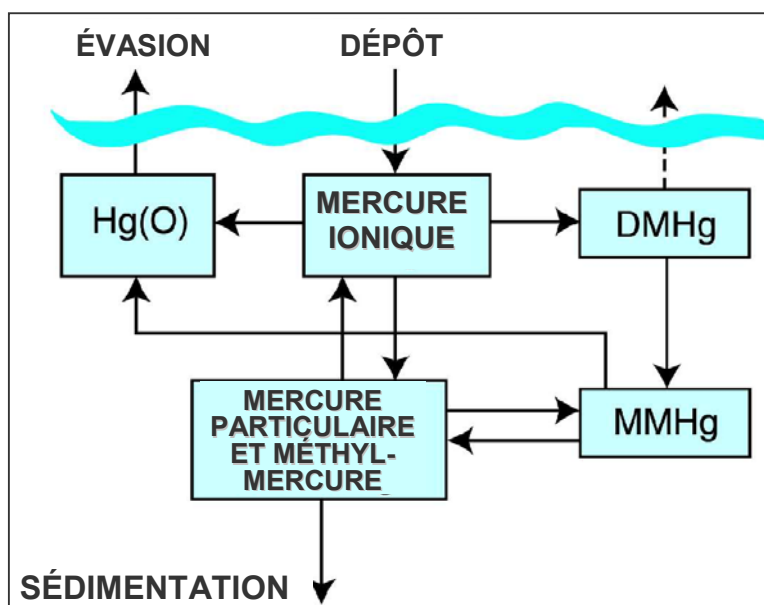 ÉVASION
DÉPÔT
Hg(O)
MERCURE
IONIQUE
DMHg
MERCURE
PARTICULAIRE
ET MÉTHYL-
MERCURE
MMHg
SÉDIMENTATION